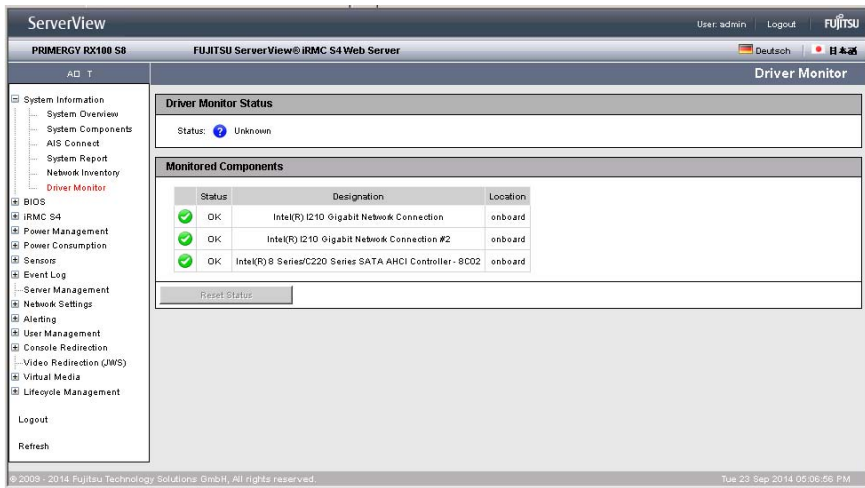 ServerView
User: admin Logout FUJITSU
PRIMERGY RX100 S8 FUJITSU ServerView® iRMC S4 Web Server Deutsch 日本語
Driver Monitor
System Information
System Overview
System Components
AIS Connect
System Report
Network Inventory
Driver Monitor
BIOS
iRMC S4
Power Management
Power Consumption
Sensors
Event Log
Server Management
Network Settings
Alerting
User Management
Console Redirection
Video Redirection (JWS)
Virtual Media
Lifecycle Management
Logout
Refresh
Driver Monitor Status
Status: Unknown
Monitored Components
Status Designation Location
OK Intel(R) I210 Gigabit Network Connection onboard
OK Intel(R) I210 Gigabit Network Connection #2 onboard
OK Intel(R) 8 Series/C220 Series SATA AHCI Controller - 8C02 onboard
Reset Status
© 2009 - 2014 Fujitsu Technology Solutions GmbH, All rights reserved. Tue 23 Sep 2014 05:06:56 PM